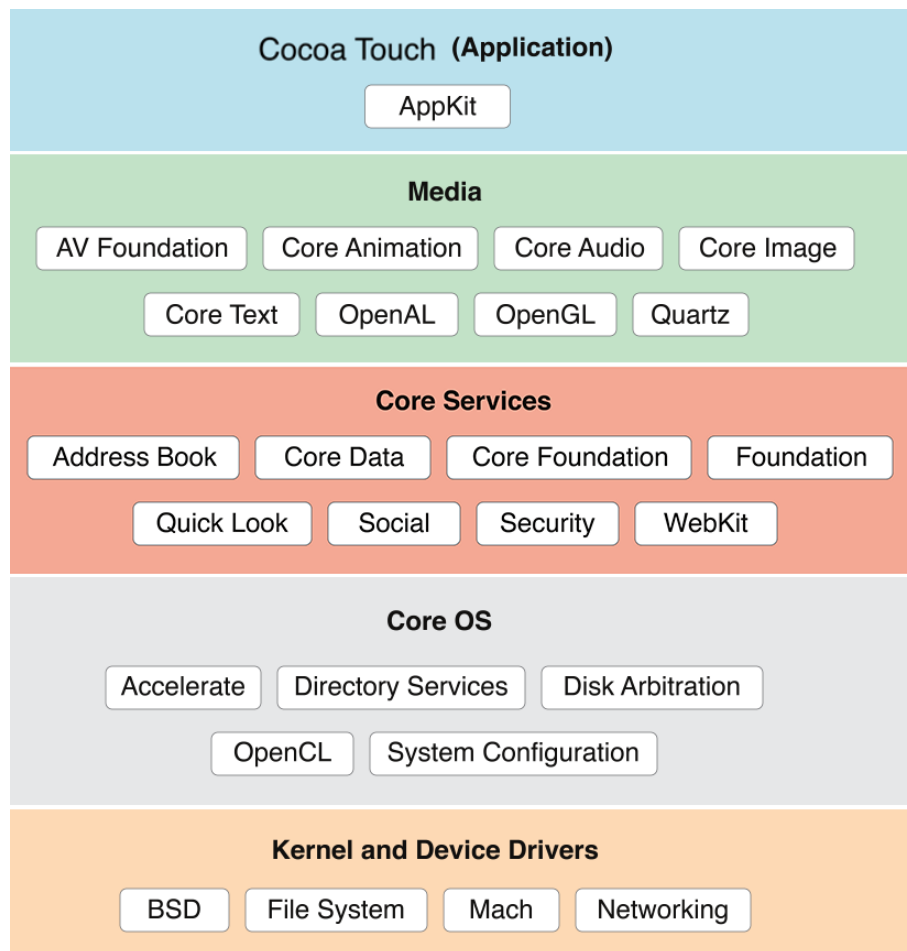 Cocoa Touch (Application)
AppKit
Media
AV Foundation Core Animation Core Audio Core Image
Core Text OpenAL OpenGL Quartz
Core Services
Address Book Core Data Core Foundation Foundation
Quick Look Social Security WebKit
Core OS
Accelerate Directory Services Disk Arbitration
OpenCL System Configuration
Kernel and Device Drivers
BSD File System Mach Networking